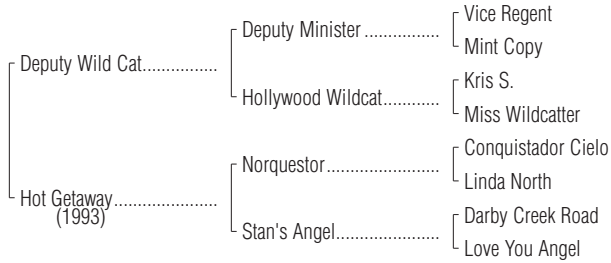 Vice Regent
Deputy Minister ................
Mint Copy
Deputy Wild Cat................
Kris S.
Hollywood Wildcat............
Miss Wildcatter
Conquistador Cielo
Norquestor .....................
Linda North
Hot Getaway.....................
(1993)
Darby Creek Road
Stan's Angel.....................
Love You Angel